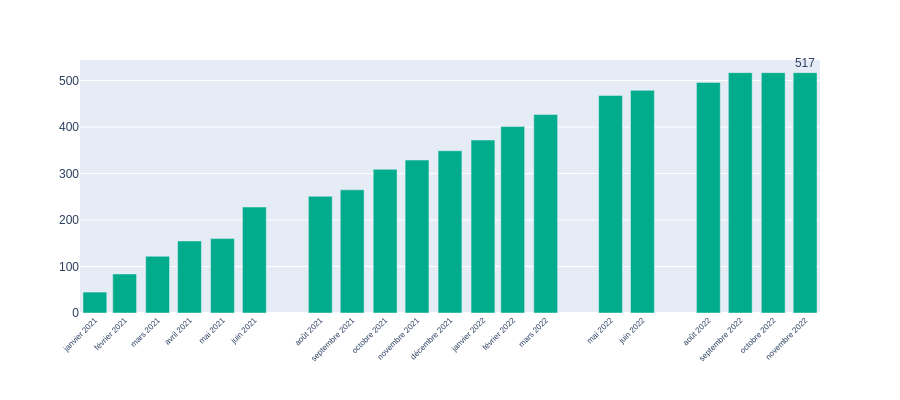 517
500
400
300
200
100
0
janvier 2021
février 2021
mars 2021
avril 2021
mai 2021
juin 2021
août 2021
septembre 2021
octobre 2021
novembre 2021
décembre 2021
janvier 2022
février 2022
mars 2022
mai 2022
juin 2022
août 2022
septembre 2022
octobre 2022
novembre 2022